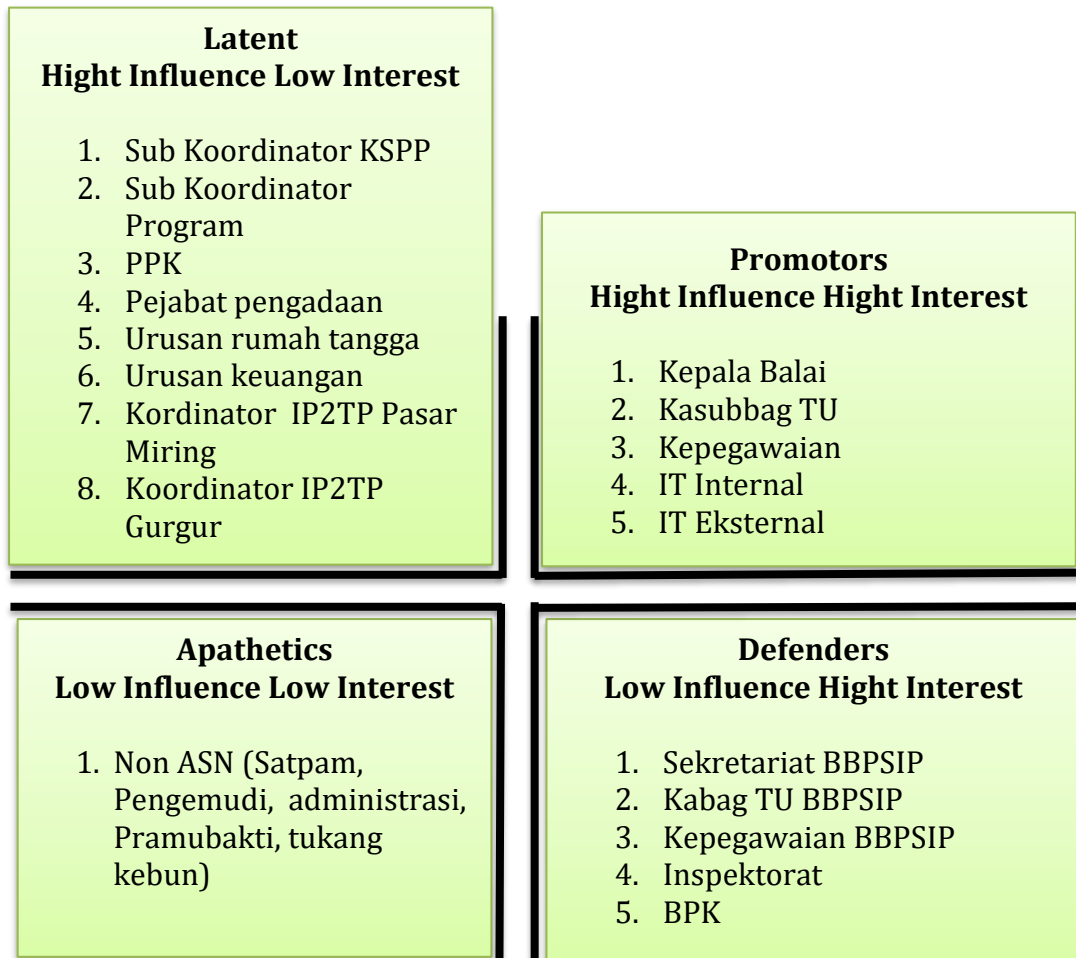 Latent
Hight Influence Low Interest
1. Sub Koordinator KSPP
2. Sub Koordinator
Program
3. PPK
4. Pejabat pengadaan
5. Urusan rumah tangga
6. Urusan keuangan
7. Kordinator IP2TP Pasar
Miring
8. Koordinator IP2TP
Gurgur
Promotors
Hight Influence Hight Interest
1. Kepala Balai
2. Kasubbag TU
3. Kepegawaian
4. IT Internal
5. IT Eksternal
Apathetics
Low Influence Low Interest
1. Non ASN (Satpam,
Pengemudi, administrasi,
Pramubakti, tukang
kebun)
Defenders
Low Influence Hight Interest
1. Sekretariat BBPSIP
2. Kabag TU BBPSIP
3. Kepegawaian BBPSIP
4. Inspektorat
5. BPK